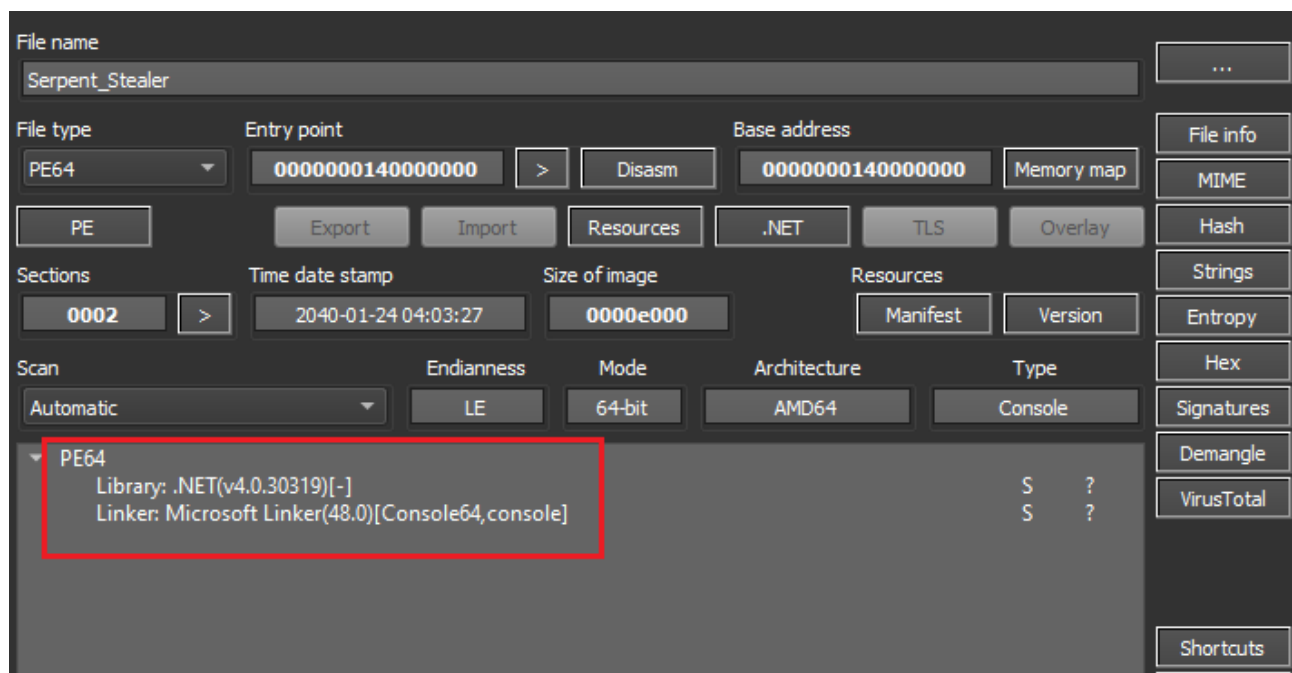 File name
...
Serpent_Stealer
File type
Entry point
Base address
File info
PE64
0000000140000000
>
Disasm
0000000140000000
Memory map
MIME
PE
Export
Import
Resources
.NET
TLS
Overlay
Hash
Sections
Time date stamp
Size of image
Resources
Strings
0002
>
2040-01-24 04:03:27
0000e000
Manifest
Version
Entropy
Scan
Endianness
Mode
Architecture
Type
Hex
Automatic
LE
64-bit
AMD64
Console
Signatures
PE64
Demangle
Library: .NET(v4.0.30319)[-]
S ?
VirusTotal
Linker: Microsoft Linker(48.0)[Console64,console]
S ?
Shortcuts